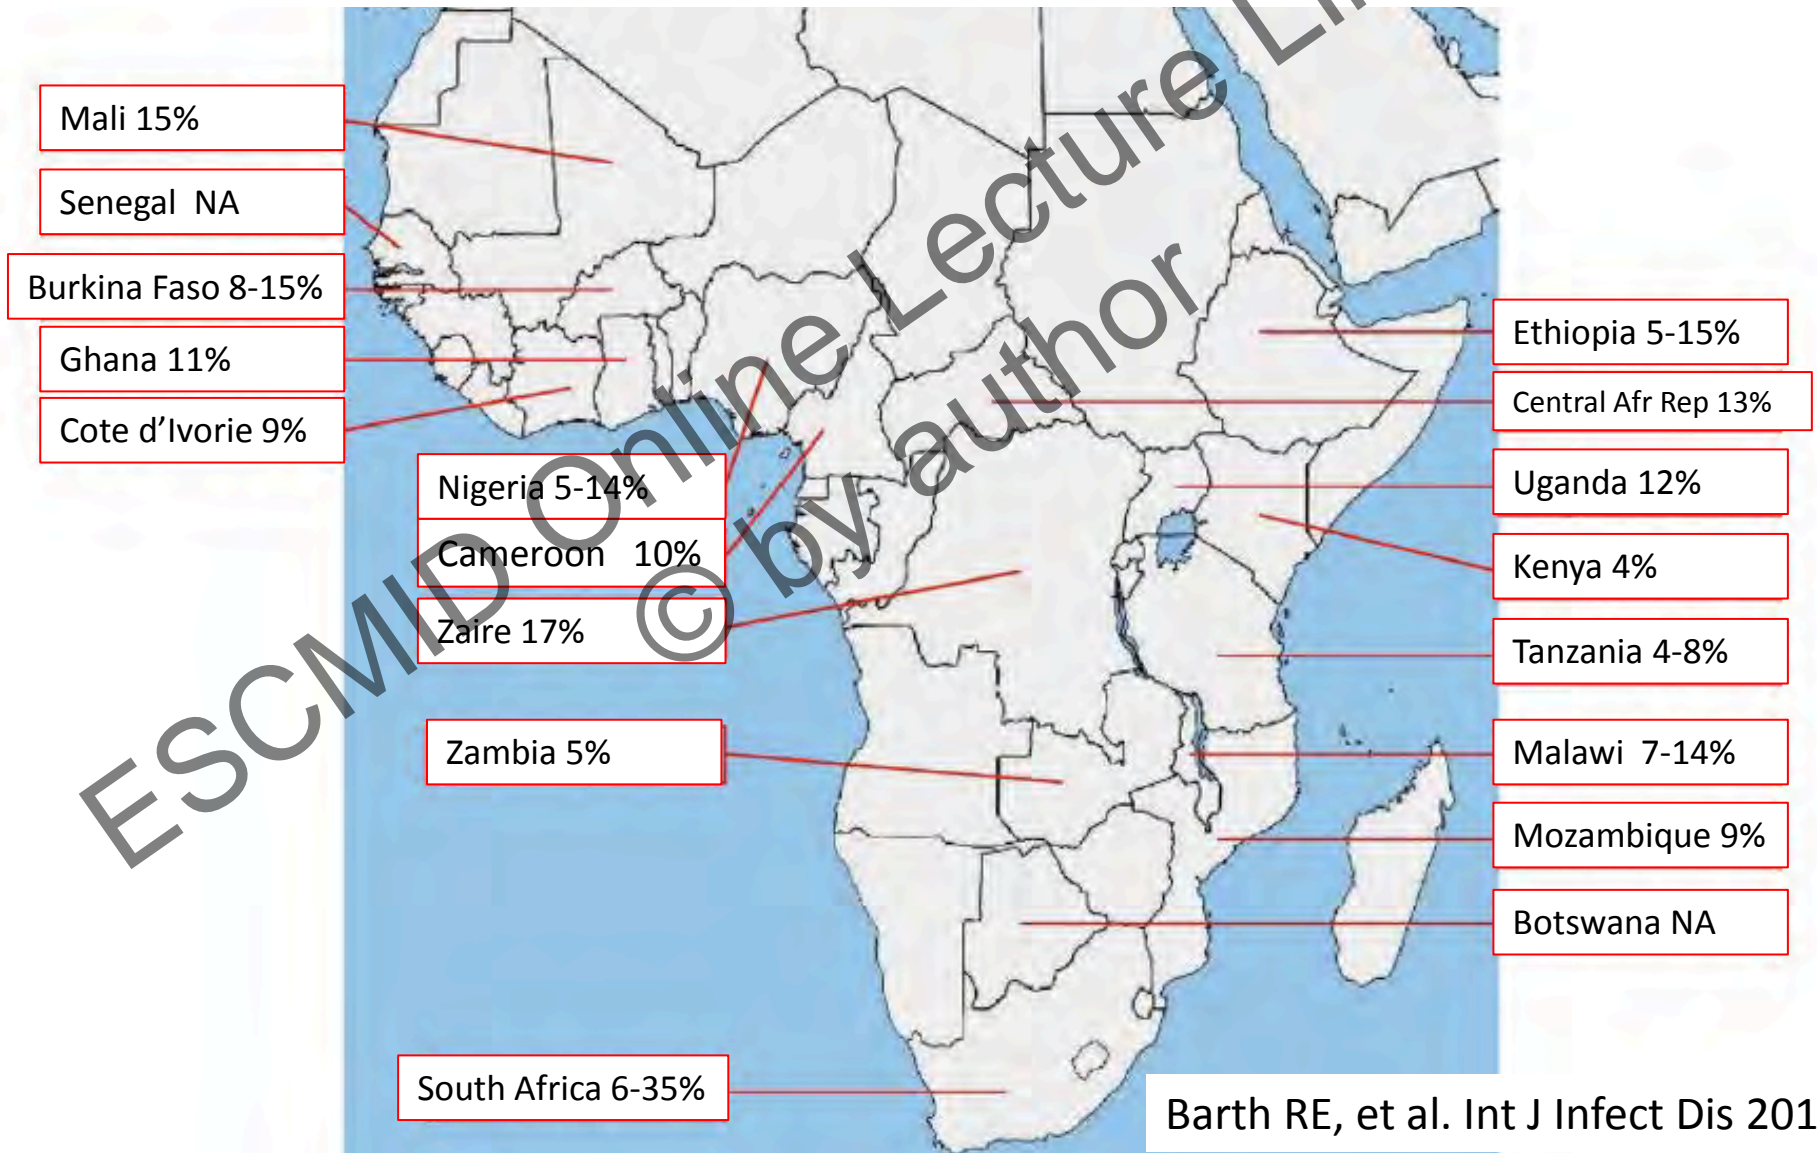 Mali 15%
Senegal NA
Burkina Faso 8-15%
Ghana 11%
Cote d’Ivorie 9%
Nigeria 5-14%
Cameroon 10%
Zaire 17%
Zambia 5%
South Africa 6-35%
Ethiopia 5-15%
Central Afr Rep 13%
Uganda 12%
Kenya 4%
Tanzania 4-8%
Malawi 7-14%
Mozambique 9%
Botswana NA
Barth RE, et al. Int J Infect Dis 201
ESCMID Online Lecture
© by author